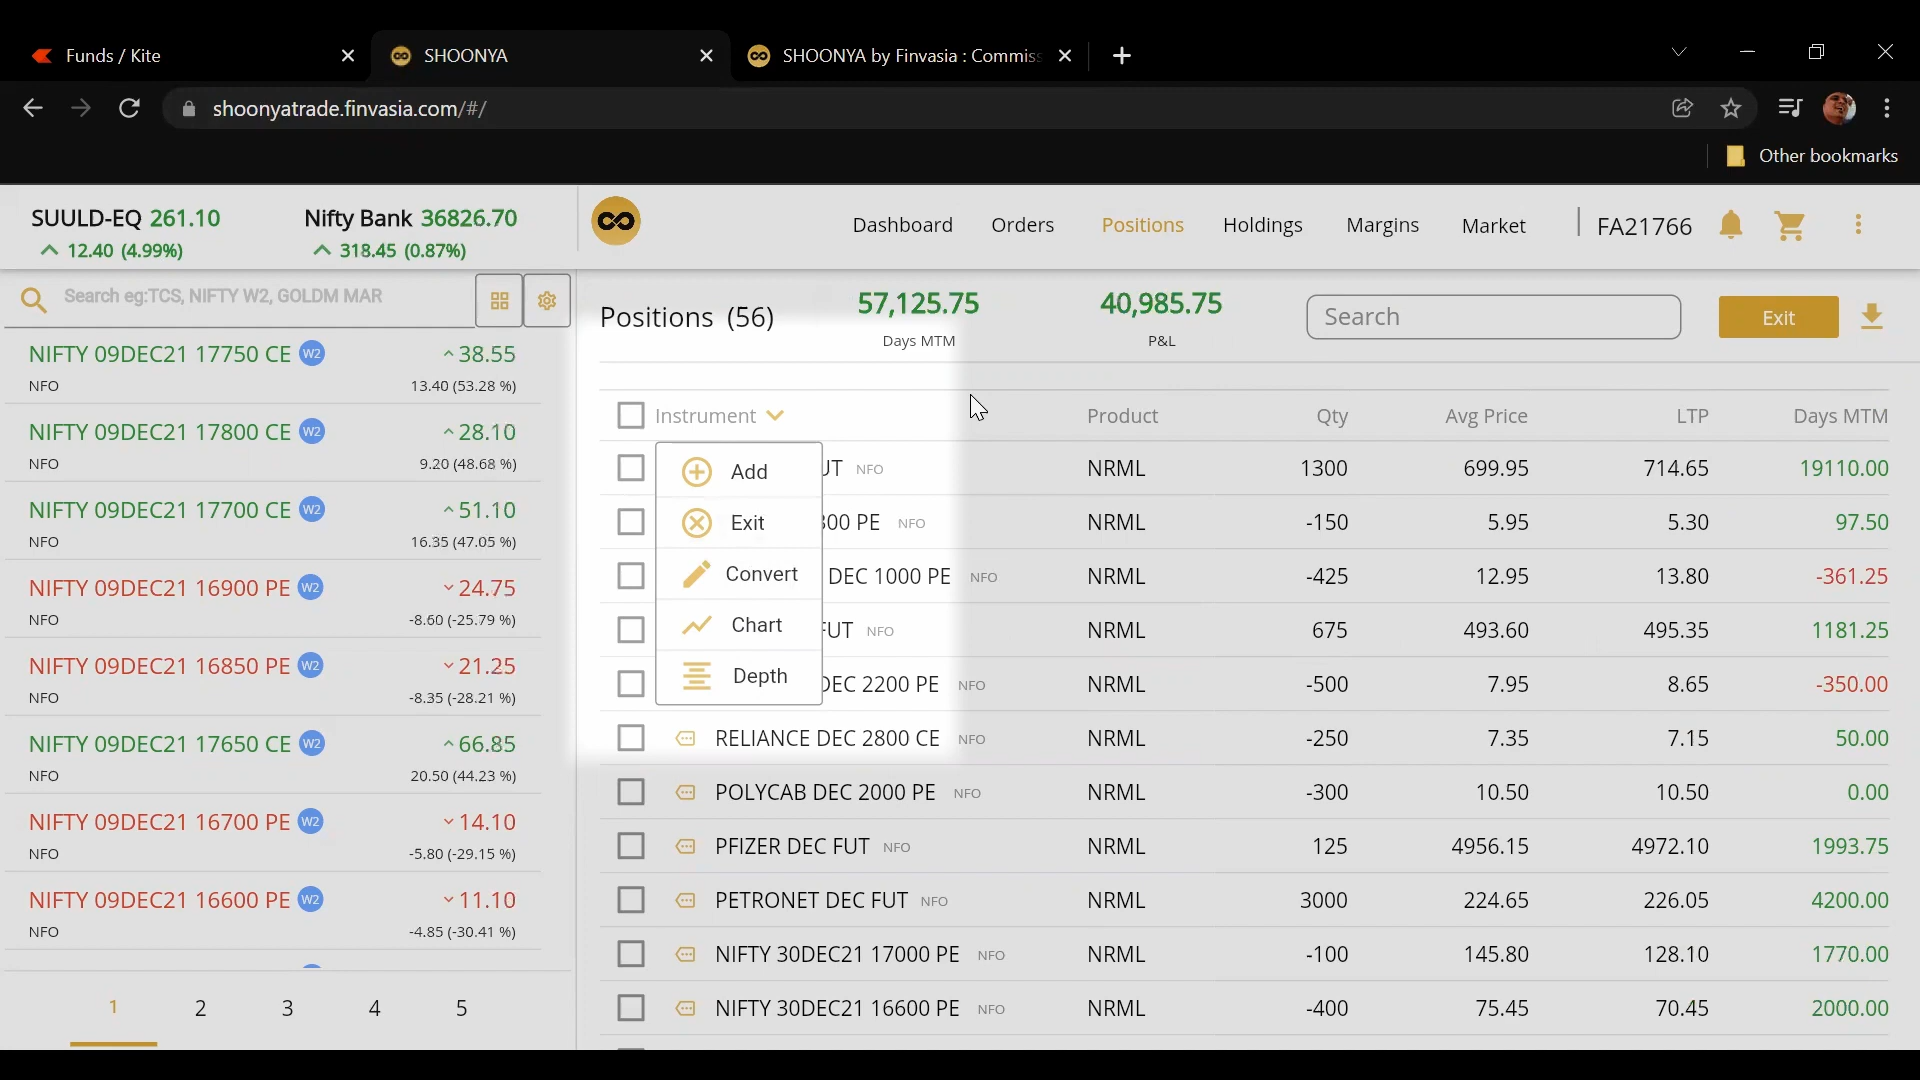 Funds / Kite
SHOONYA
SHOONYA by Finvasia : Commiss
shoonyatrade.finvasia.com/#/
Other bookmarks
SUULD-EQ 261.10
12.40 (4.99%)
Nifty Bank 36826.70
318.45 (0.87%)
Dashboard Orders Positions Holdings Margins Market FA21766
Search eg:TCS, NIFTY W2, GOLDM MAR
NIFTY 09DEC21 17750 CE W2 38.55
NFO 13.40 (53.28 %)
NIFTY 09DEC21 17800 CE W2 28.10
NFO 9.20 (48.68 %)
NIFTY 09DEC21 17700 CE W2 51.10
NFO 16.35 (47.05 %)
NIFTY 09DEC21 16900 PE W2 24.75
NFO -8.60 (-25.79 %)
NIFTY 09DEC21 16850 PE W2 21.25
NFO -8.35 (-28.21 %)
NIFTY 09DEC21 17650 CE W2 66.85
NFO 20.50 (44.23 %)
NIFTY 09DEC21 16700 PE W2 14.10
NFO -5.80 (-29.15 %)
NIFTY 09DEC21 16600 PE W2 11.10
NFO -4.85 (-30.41 %)
1 2 3 4 5
Positions (56)
57,125.75
Days MTM
40,985.75
P&L
Search
Exit
Instrument Product Qty Avg Price LTP Days MTM
Add
Exit
Convert
Chart
Depth
UT NFO NRML 1300 699.95 714.65 19110.00
300 PE NFO NRML -150 5.95 5.30 97.50
DEC 1000 PE NFO NRML -425 12.95 13.80 -361.25
FUT NFO NRML 675 493.60 495.35 1181.25
DEC 2200 PE NFO NRML -500 7.95 8.65 -350.00
RELIANCE DEC 2800 CE NFO NRML -250 7.35 7.15 50.00
POLYCAB DEC 2000 PE NFO NRML -300 10.50 10.50 0.00
PFIZER DEC FUT NFO NRML 125 4956.15 4972.10 1993.75
PETRONET DEC FUT NFO NRML 3000 224.65 226.05 4200.00
NIFTY 30DEC21 17000 PE NFO NRML -100 145.80 128.10 1770.00
NIFTY 30DEC21 16600 PE NFO NRML -400 75.45 70.45 2000.00